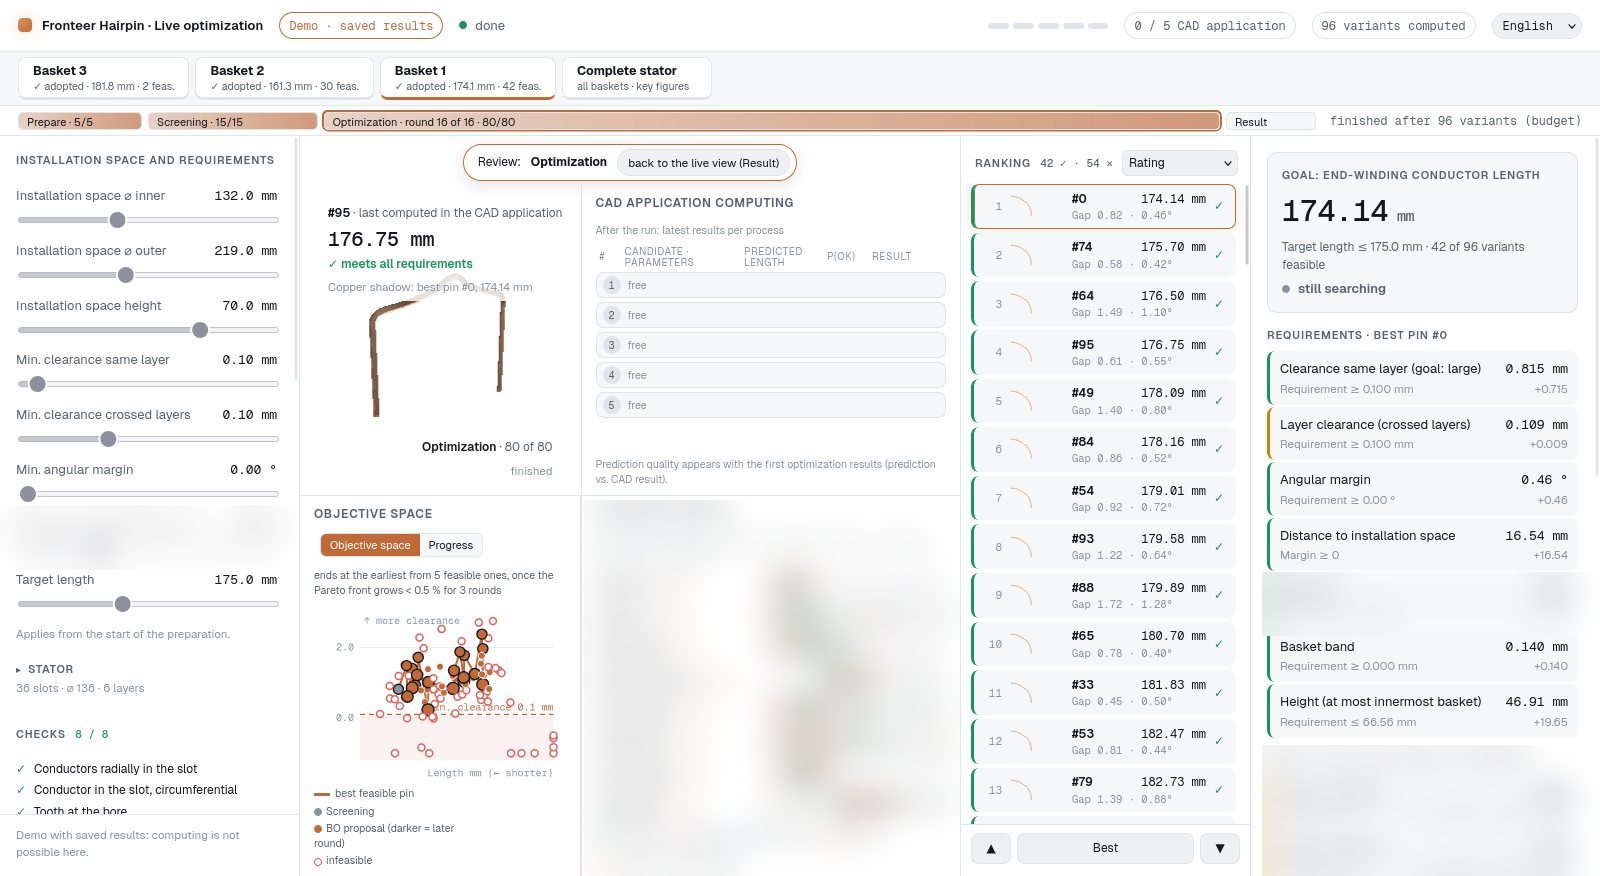 Fronteer Hairpin · Live optimization
Demo · saved results
done
0 / 5 CAD application
96 variants computed
English
Basket 3
✓ adopted · 181.8 mm · 2 feas.
Basket 2
✓ adopted · 161.3 mm · 30 feas.
Basket 1
✓ adopted · 174.1 mm · 42 feas.
Complete stator
all baskets · key figures
Prepare · 5/5
Screening · 15/15
Optimization · round 16 of 16 · 80/80
Result
finished after 96 variants (budget)
INSTALLATION SPACE AND REQUIREMENTS
Installation space ⌀ inner 132.0 mm
Installation space ⌀ outer 219.0 mm
Installation space height 70.0 mm
Min. clearance same layer 0.10 mm
Min. clearance crossed layers 0.10 mm
Min. angular margin 0.00 °
Target length 175.0 mm
Applies from the start of the preparation.
▸ STATOR
36 slots · ⌀ 136 · 6 layers
CHECKS 8 / 8
✓ Conductors radially in the slot
✓ Conductor in the slot, circumferential
✓ Tooth at the bore
Demo with saved results: computing is not
possible here.
Review: Optimization back to the live view (Result)
#95 · last computed in the CAD application
176.75 mm
✓ meets all requirements
Copper shadow: best pin #0, 174.14 mm
Optimization · 80 of 80
finished
CAD APPLICATION COMPUTING
After the run: latest results per process
# CANDIDATE · PARAMETERS PREDICTED LENGTH P(OK) RESULT
1 free
2 free
3 free
4 free
5 free
Prediction quality appears with the first optimization results (prediction
vs. CAD result).
OBJECTIVE SPACE
Objective space Progress
ends at the earliest from 5 feasible ones, once the
Pareto front grows < 0.5 % for 3 rounds
↑ more clearance
2.0
clearance 0.1 mm
0.0
Length mm (← shorter)
best feasible pin
Screening
BO proposal (darker = later
round)
infeasible
RANKING 42 ✓ · 54 × Rating
1 #0 174.14 mm ✓
Gap 0.82 · 0.46°
2 #74 175.70 mm ✓
Gap 0.58 · 0.42°
3 #64 176.50 mm ✓
Gap 1.49 · 1.10°
4 #95 176.75 mm ✓
Gap 0.61 · 0.55°
5 #49 178.09 mm ✓
Gap 1.40 · 0.80°
6 #84 178.16 mm ✓
Gap 0.86 · 0.52°
7 #54 179.01 mm ✓
Gap 0.92 · 0.72°
8 #93 179.58 mm ✓
Gap 1.22 · 0.64°
9 #88 179.89 mm ✓
Gap 1.72 · 1.28°
10 #65 180.70 mm ✓
Gap 0.78 · 0.40°
11 #33 181.83 mm ✓
Gap 0.45 · 0.50°
12 #53 182.47 mm ✓
Gap 0.81 · 0.44°
13 #79 182.73 mm ✓
Gap 1.39 · 0.88°
▲ Best ▼
GOAL: END-WINDING CONDUCTOR LENGTH
174.14 mm
Target length ≤ 175.0 mm · 42 of 96 variants
feasible
still searching
REQUIREMENTS · BEST PIN #0
Clearance same layer (goal: large) 0.815 mm
Requirement ≥ 0.100 mm +0.715
Layer clearance (crossed layers) 0.109 mm
Requirement ≥ 0.100 mm +0.009
Angular margin 0.46 °
Requirement ≥ 0.00 ° +0.46
Distance to installation space 16.54 mm
Margin ≥ 0 +16.54
Basket band 0.140 mm
Requirement ≥ 0.000 mm +0.140
Height (at most innermost basket) 46.91 mm
Requirement ≤ 66.56 mm +19.65